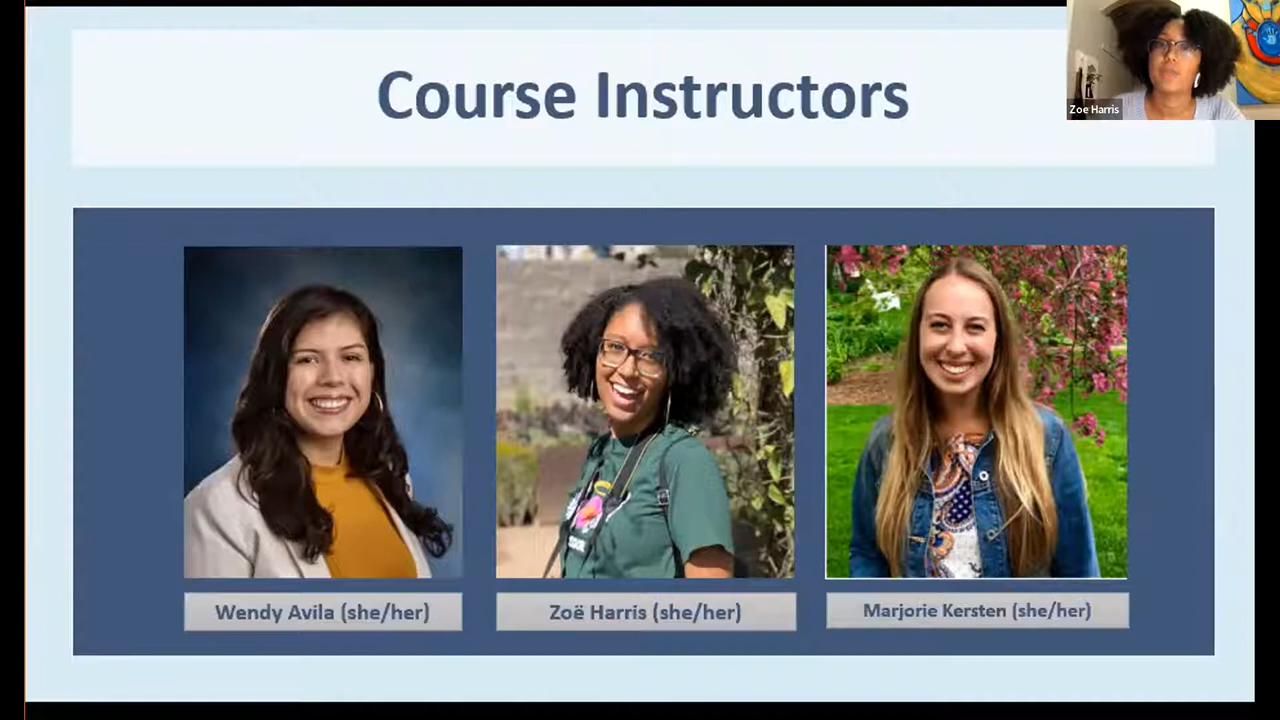 Course Instructors
Zoe Harris
Wendy Avila (she/her)
Zoë Harris (she/her)
Marjorie Kersten (she/her)